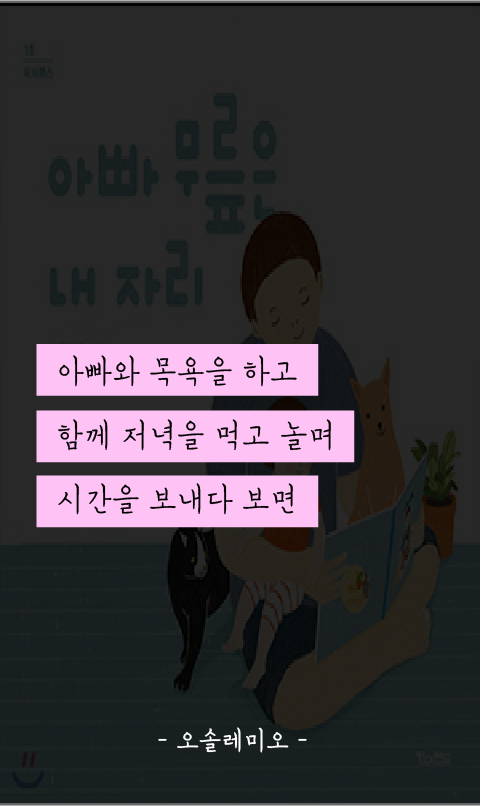 아빠 무릎은
내 자리
아빠와 목욕을 하고
함께 저녁을 먹고 놀며
시간을 보내다 보면
- 오솔레미오 -